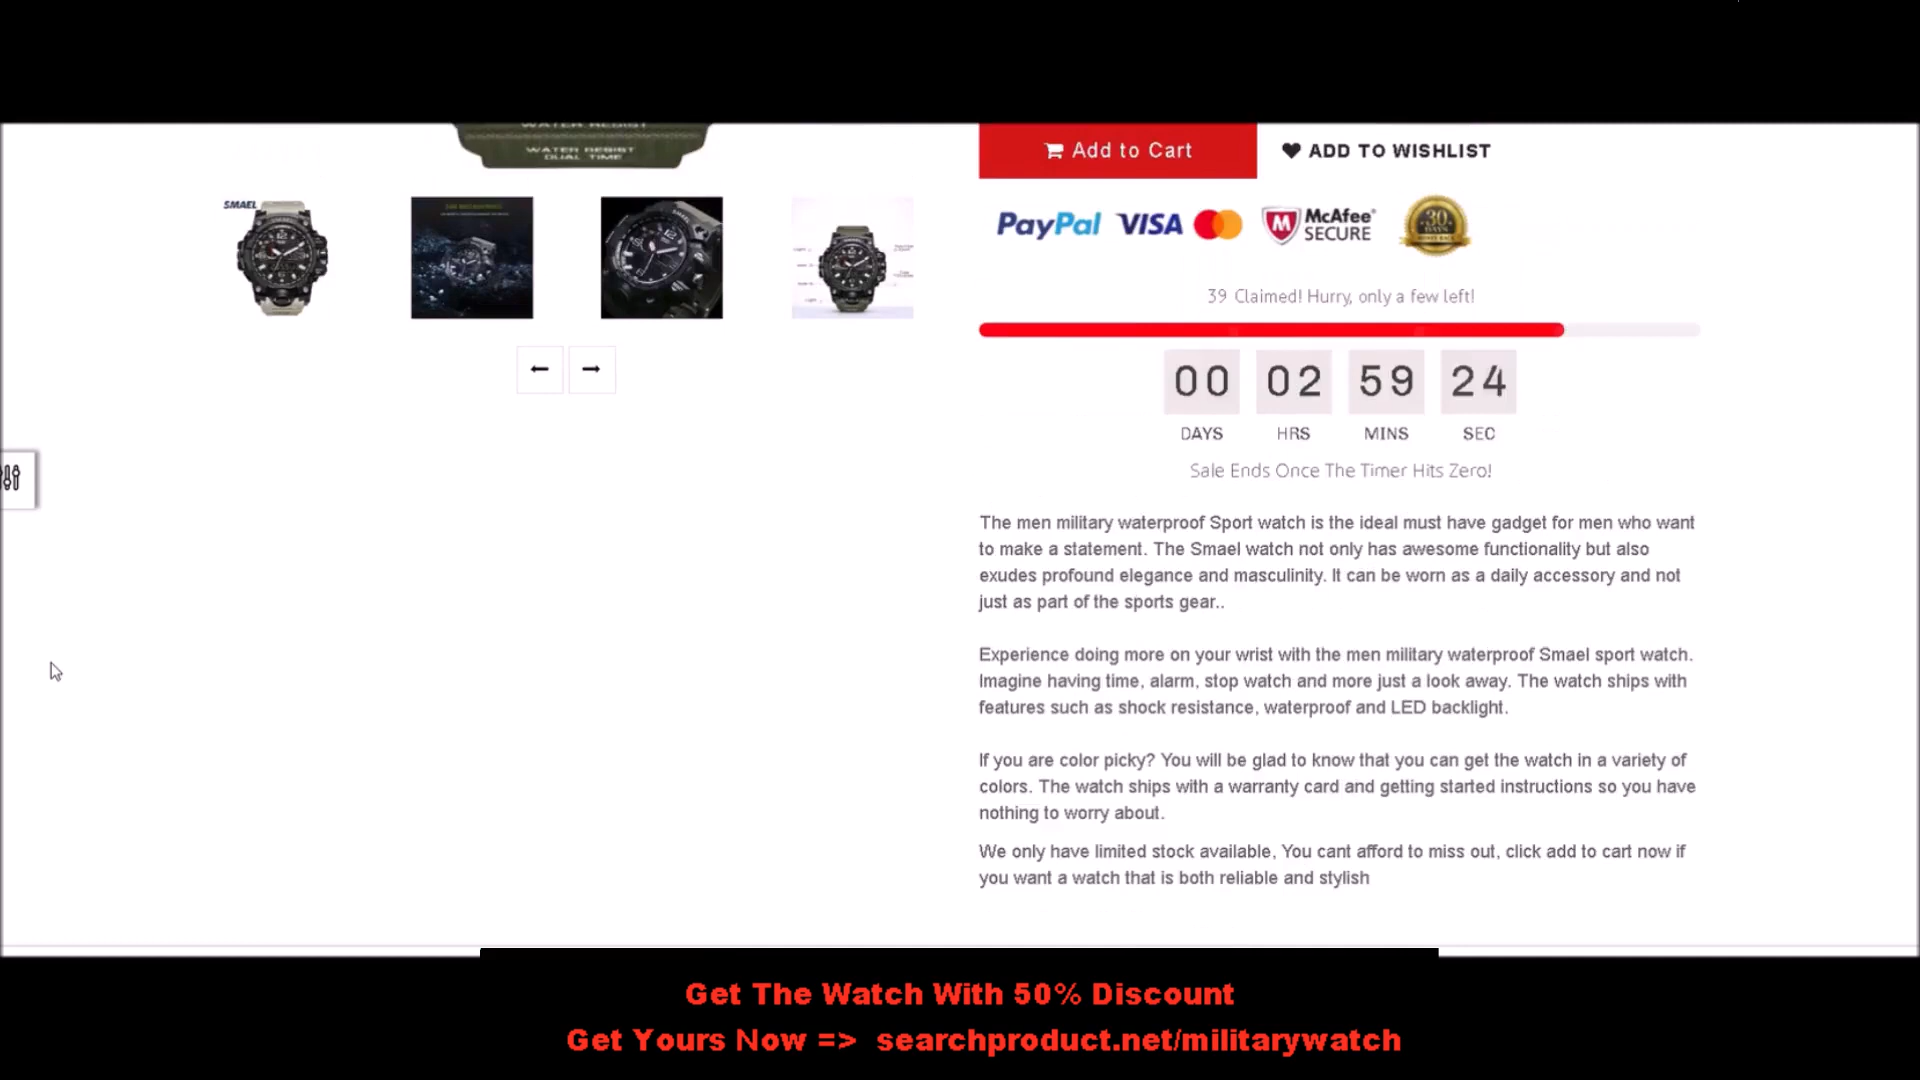 WATER RESIST
WATER RESIST
DUAL TIME
SMAEL
Add to Cart
ADD TO WISHLIST
PayPal VISA McAfee SECURE 30 DAYS
39 Claimed! Hurry, only a few left!
00 02 59 24
DAYS HRS MINS SEC
Sale Ends Once The Timer Hits Zero!
The men military waterproof Sport watch is the ideal must have gadget for men who want
to make a statement. The Smael watch not only has awesome functionality but also
exudes profound elegance and masculinity. It can be worn as a daily accessory and not
just as part of the sports gear..
Experience doing more on your wrist with the men military waterproof Smael sport watch.
Imagine having time, alarm, stop watch and more just a look away. The watch ships with
features such as shock resistance, waterproof and LED backlight.
If you are color picky? You will be glad to know that you can get the watch in a variety of
colors. The watch ships with a warranty card and getting started instructions so you have
nothing to worry about.
We only have limited stock available, You cant afford to miss out, click add to cart now if
you want a watch that is both reliable and stylish
Get The Watch With 50% Discount
Get Yours Now => searchproduct.net/militarywatch